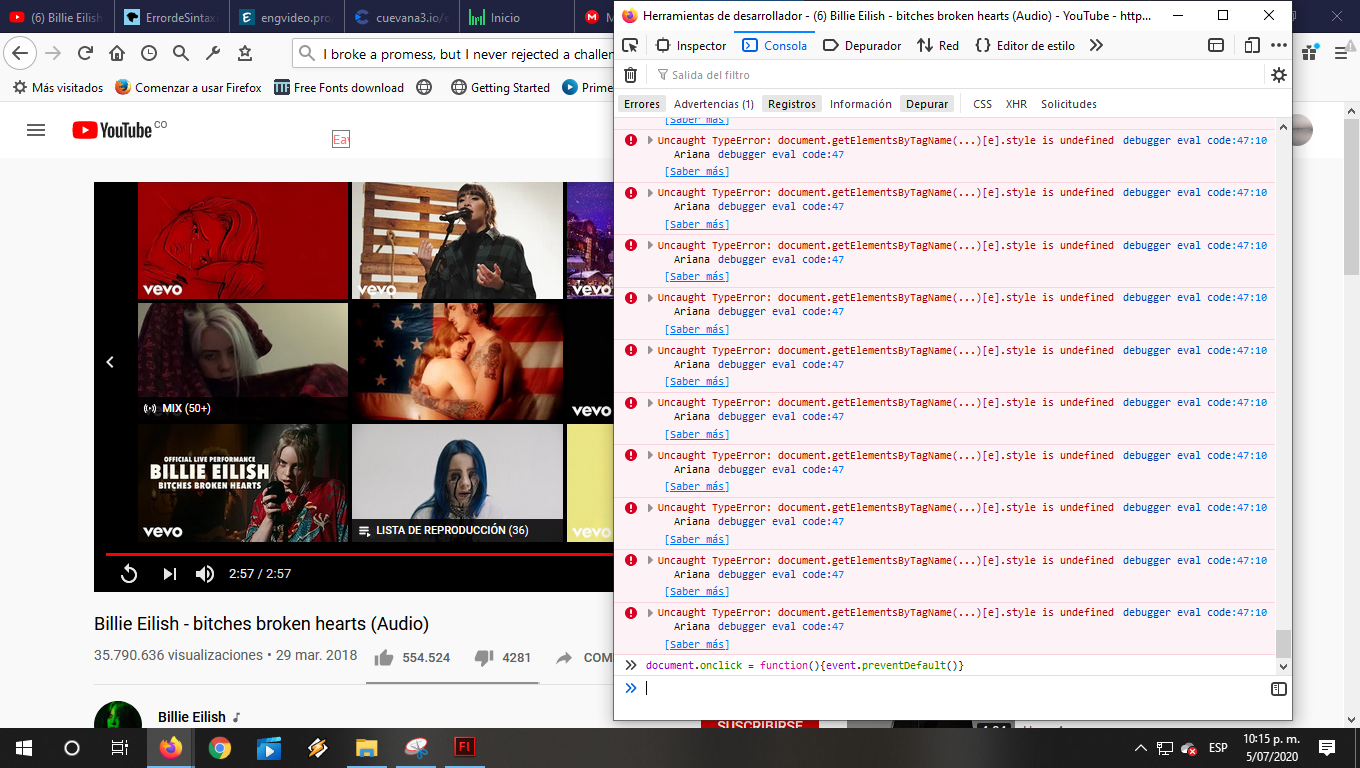 (6) Billie Eilish
ErrordeSintax
engvideo.pro
cuevana3.io/e
Inicio
M
I broke a promess, but I never rejected a challen
Más visitados
Comenzar a usar Firefox
Free Fonts download
Getting Started
Prime
YouTube CO
Ea
vevo
vevo
vevo
MIX (50+)
vevo
OFFICIAL LIVE PERFORMANCE
BILLIE EILISH
BITCHES BROKEN HEARTS
vevo
LISTA DE REPRODUCCIÓN (36)
vevo
2:57 / 2:57
Billie Eilish - bitches broken hearts (Audio)
35.790.636 visualizaciones • 29 mar. 2018
554.524
4281
COM
Billie Eilish
SUSCRIBIRSE
Herramientas de desarrollador - (6) Billie Eilish - bitches broken hearts (Audio) - YouTube - http...
Inspector
Consola
Depurador
Red
Editor de estilo
Salida del filtro
Errores
Advertencias (1)
Registros
Información
Depurar
CSS
XHR
Solicitudes
[Saber más]
Uncaught TypeError: document.getElementsByTagName(...)[e].style is undefined debugger eval code:47:10
Ariana debugger eval code:47
[Saber más]
Uncaught TypeError: document.getElementsByTagName(...)[e].style is undefined debugger eval code:47:10
Ariana debugger eval code:47
[Saber más]
Uncaught TypeError: document.getElementsByTagName(...)[e].style is undefined debugger eval code:47:10
Ariana debugger eval code:47
[Saber más]
Uncaught TypeError: document.getElementsByTagName(...)[e].style is undefined debugger eval code:47:10
Ariana debugger eval code:47
[Saber más]
Uncaught TypeError: document.getElementsByTagName(...)[e].style is undefined debugger eval code:47:10
Ariana debugger eval code:47
[Saber más]
Uncaught TypeError: document.getElementsByTagName(...)[e].style is undefined debugger eval code:47:10
Ariana debugger eval code:47
[Saber más]
Uncaught TypeError: document.getElementsByTagName(...)[e].style is undefined debugger eval code:47:10
Ariana debugger eval code:47
[Saber más]
Uncaught TypeError: document.getElementsByTagName(...)[e].style is undefined debugger eval code:47:10
Ariana debugger eval code:47
[Saber más]
Uncaught TypeError: document.getElementsByTagName(...)[e].style is undefined debugger eval code:47:10
Ariana debugger eval code:47
[Saber más]
Uncaught TypeError: document.getElementsByTagName(...)[e].style is undefined debugger eval code:47:10
Ariana debugger eval code:47
[Saber más]
document.onclick = function(){event.preventDefault()}
Fl
ESP
10:15 p. m.
5/07/2020